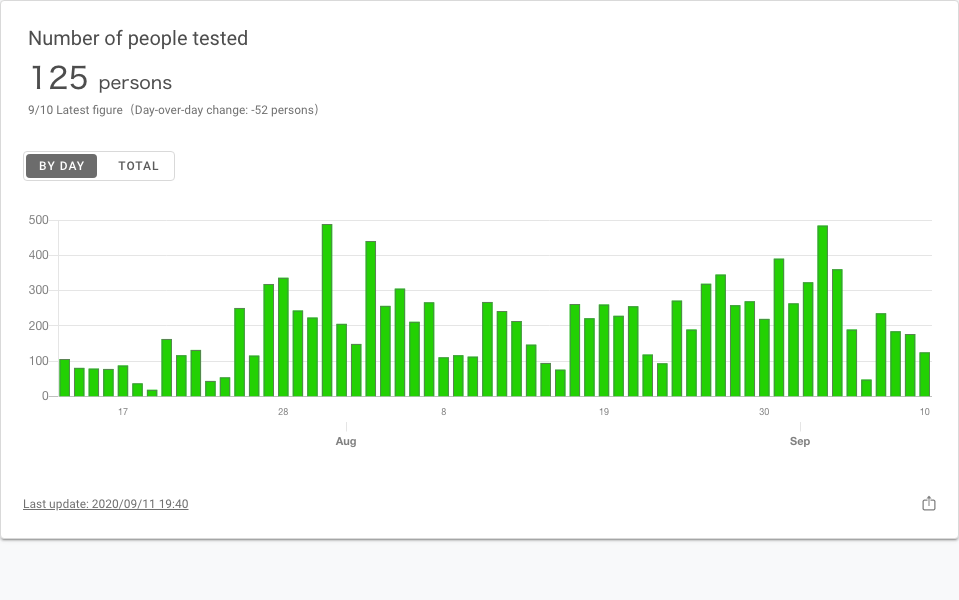 Number of people tested
125 persons
9/10 Latest figure（Day-over-day change: -52 persons）
BY DAY TOTAL
500
400
300
200
100
0
17 28 8 19 30 10
Aug Sep
Last update: 2020/09/11 19:40